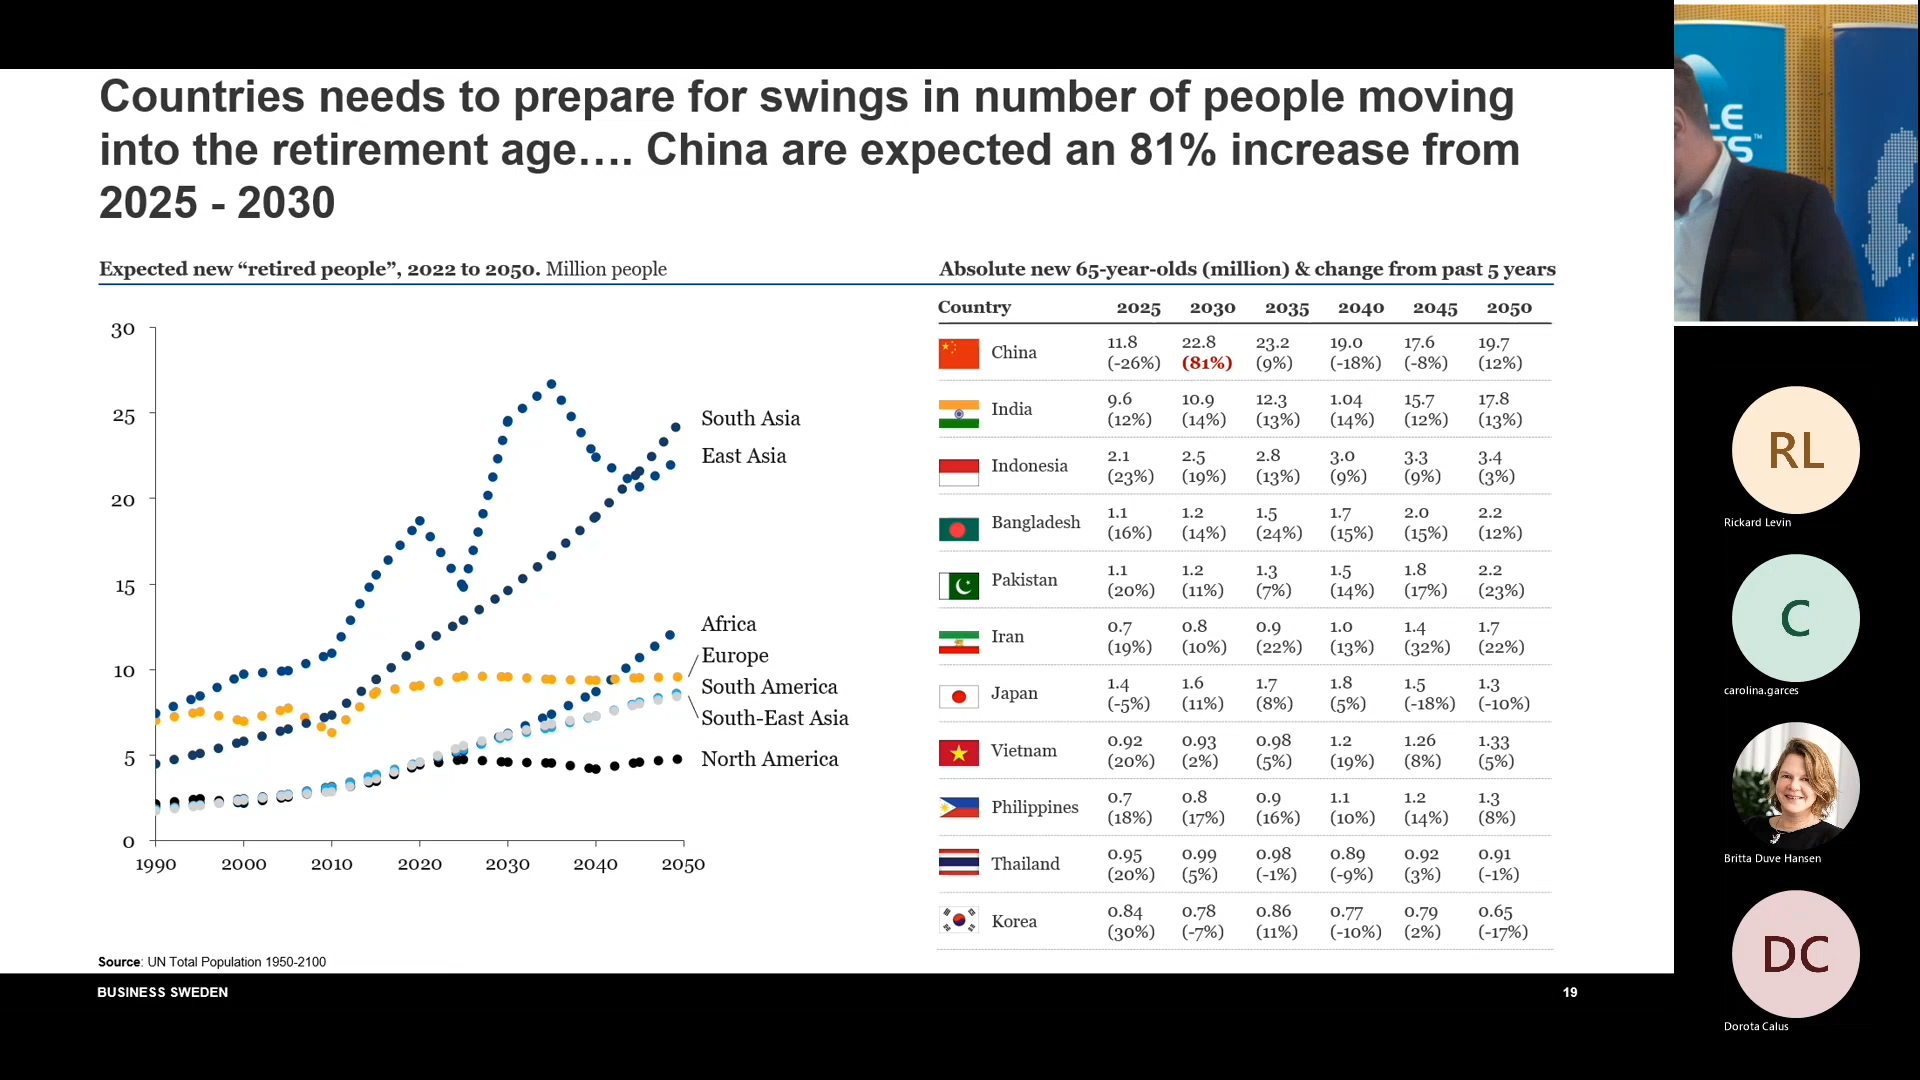 Countries needs to prepare for swings in number of people moving
into the retirement age…. China are expected an 81% increase from
2025 - 2030
Expected new “retired people”, 2022 to 2050. Million people
30
25
20
15
10
5
0
1990 2000 2010 2020 2030 2040 2050
South Asia
East Asia
Africa
Europe
South America
South-East Asia
North America
Absolute new 65-year-olds (million) & change from past 5 years
Country 2025 2030 2035 2040 2045 2050
China 11.8 22.8 23.2 19.0 17.6 19.7
(-26%) (81%) (9%) (-18%) (-8%) (12%)
India 9.6 10.9 12.3 1.04 15.7 17.8
(12%) (14%) (13%) (14%) (12%) (13%)
Indonesia 2.1 2.5 2.8 3.0 3.3 3.4
(23%) (19%) (13%) (9%) (9%) (3%)
Bangladesh 1.1 1.2 1.5 1.7 2.0 2.2
(16%) (14%) (24%) (15%) (15%) (12%)
Pakistan 1.1 1.2 1.3 1.5 1.8 2.2
(20%) (11%) (7%) (14%) (17%) (23%)
Iran 0.7 0.8 0.9 1.0 1.4 1.7
(19%) (10%) (22%) (13%) (32%) (22%)
Japan 1.4 1.6 1.7 1.8 1.5 1.3
(-5%) (11%) (8%) (5%) (-18%) (-10%)
Vietnam 0.92 0.93 0.98 1.2 1.26 1.33
(20%) (2%) (5%) (19%) (8%) (5%)
Philippines 0.7 0.8 0.9 1.1 1.2 1.3
(18%) (17%) (16%) (10%) (14%) (8%)
Thailand 0.95 0.99 0.98 0.89 0.92 0.91
(20%) (5%) (-1%) (-9%) (3%) (-1%)
Korea 0.84 0.78 0.86 0.77 0.79 0.65
(30%) (-7%) (11%) (-10%) (2%) (-17%)
Source: UN Total Population 1950-2100
BUSINESS SWEDEN
19
RL
Rickard Levin
C
carolina.garces
Britta Duve Hansen
DC
Dorota Calus